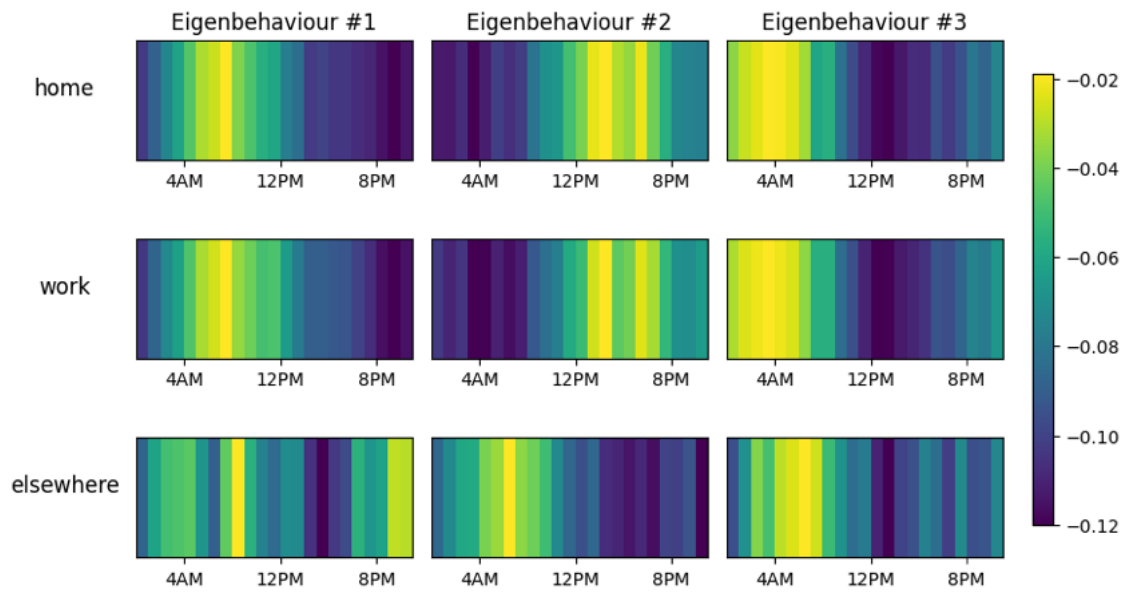 Eigenbehaviour #1 Eigenbehaviour #2 Eigenbehaviour #3
home
4AM 12PM 8PM 4AM 12PM 8PM 4AM 12PM 8PM
work
4AM 12PM 8PM 4AM 12PM 8PM 4AM 12PM 8PM
elsewhere
4AM 12PM 8PM 4AM 12PM 8PM 4AM 12PM 8PM
−0.02
−0.04
−0.06
−0.08
−0.10
−0.12